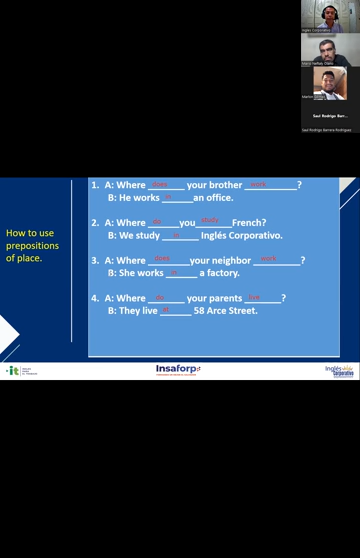 Inglés Corporativo
Saul Rodrigo Barr...
Saul Rodrigo Barrera Rodriguez
How to use
prepositions
of place.
1. A: Where does your brother work ?
B: He works in an office.
2. A: Where do you study French?
B: We study in Inglés Corporativo.
3. A: Where does your neighbor work ?
B: She works in a factory.
4. A: Where do your parents live ?
B: They live at 58 Arce Street.
it
Insaforp
Inglés
Corporativo